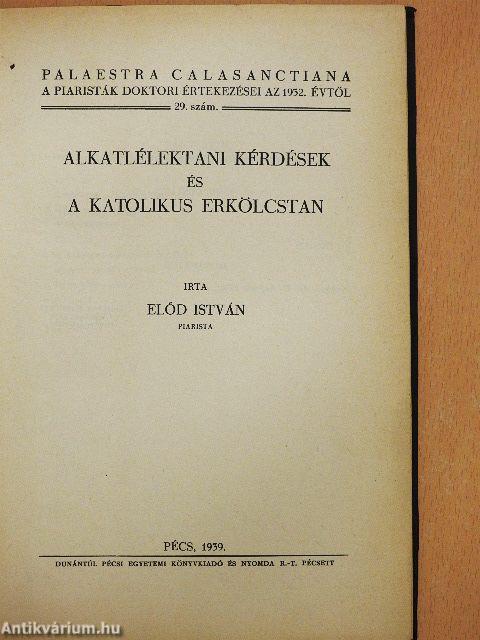 PALAESTRA CALASANCTIANA
A PIARISTÁK DOKTORI ÉRTEKEZÉSEI AZ 1932. ÉVTŐL
29. szám.
ALKATLÉLEKTANI KÉRDÉSEK
ÉS
A KATOLIKUS ERKÖLCSTAN
IRTA
ELŐD ISTVÁN
PIARISTA
PÉCS, 1939.
DUNÁNTÚL PÉCSI EGYETEMI KÖNYVKIADÓ ÉS NYOMDA R.-T. PÉCSETT
Antikvárium.hu